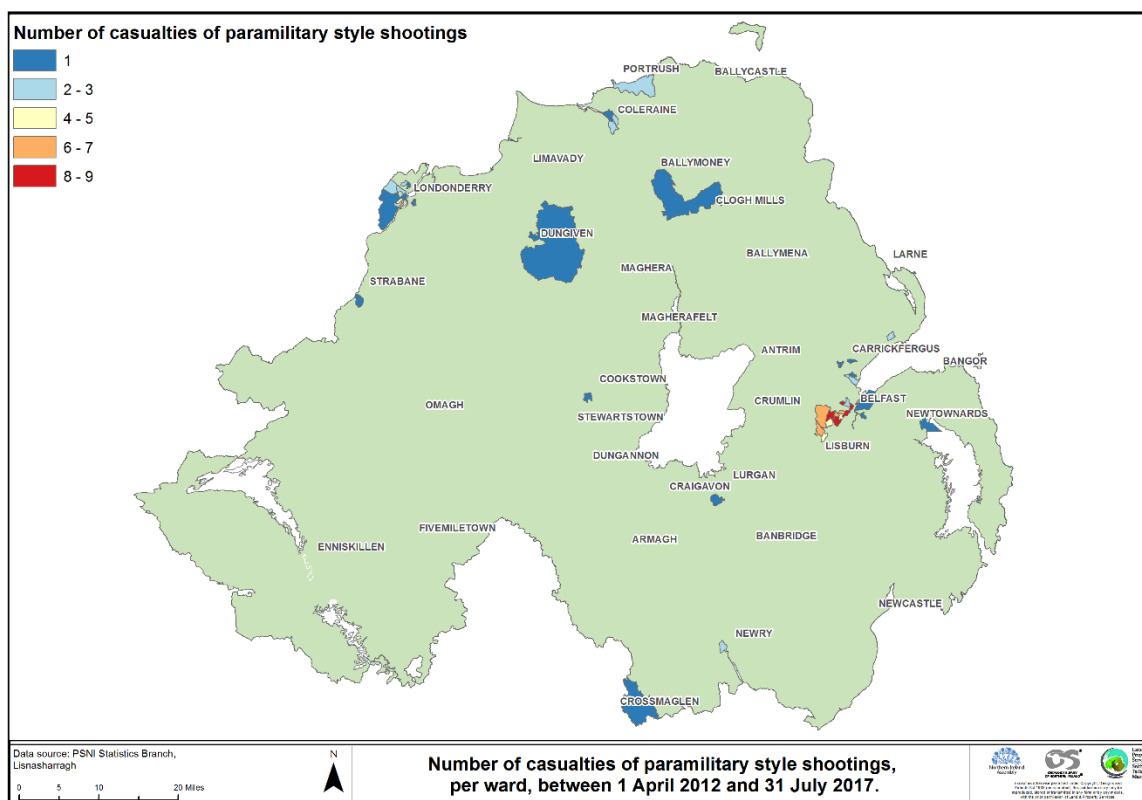 Number of casualties of paramilitary style shootings
1
2 - 3
4 - 5
6 - 7
8 - 9
PORTRUSH
BALLYCASTLE
COLERAINE
LIMAVADY
BALLYMONEY
LONDONDERRY
CLOGH MILLS
DUNGIVEN
BALLYMENA
LARNE
MAGHERA
STRABANE
MAGHERAFELT
ANTRIM
CARRICKFERGUS
BANGOR
COOKSTOWN
OMAGH
CRUMLIN
BELFAST
STEWARTSTOWN
NEWTOWNARDS
LISBURN
DUNGANNON
LURGAN
CRAIGAVON
FIVEMILETOWN
ARMAGH
BANBRIDGE
ENNISKILLEN
NEWCASTLE
NEWRY
CROSSMAGLEN
Data source: PSNI Statistics Branch,
Lisnasharragh
0 5 10 20 Miles
N
Number of casualties of paramilitary style shootings,
per ward, between 1 April 2012 and 31 July 2017.
Northern Ireland
Assembly